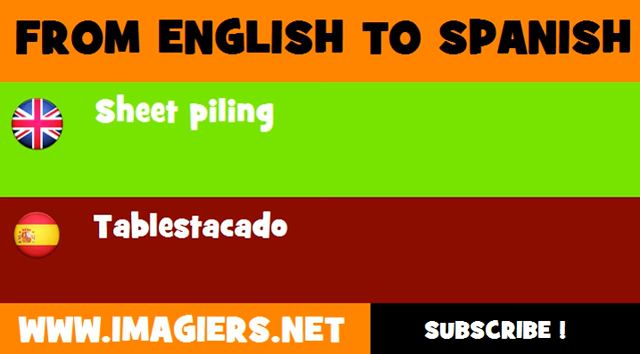 FROM ENGLISH TO SPANISH
Sheet piling
Tablestacado
WWW.IMAGIERS.NET
SUBSCRIBE !